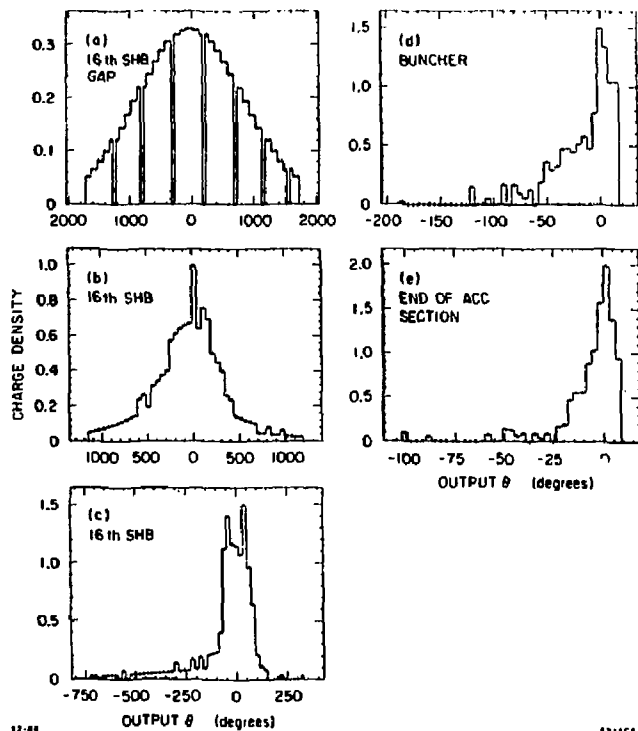 (a)
16th SHB
GAP
0.3
0.2
0.1
0
2000 1000 0 1000 2000
(d)
BUNCHER
1.5
1.0
0.5
0
-200 -150 -100 -50 0
CHARGE DENSITY
(b)
16th SHB
1.0
0.8
0.6
0.4
0.2
0
1000 500 0 500 1000
(e)
END OF ACC
SECTION
2.0
1.5
1.0
0.5
0
-100 -75 -50 -25 0
OUTPUT θ (degrees)
(c)
16th SHB
1.5
1.0
0.5
0
-750 -500 -250 0 250
OUTPUT θ (degrees)